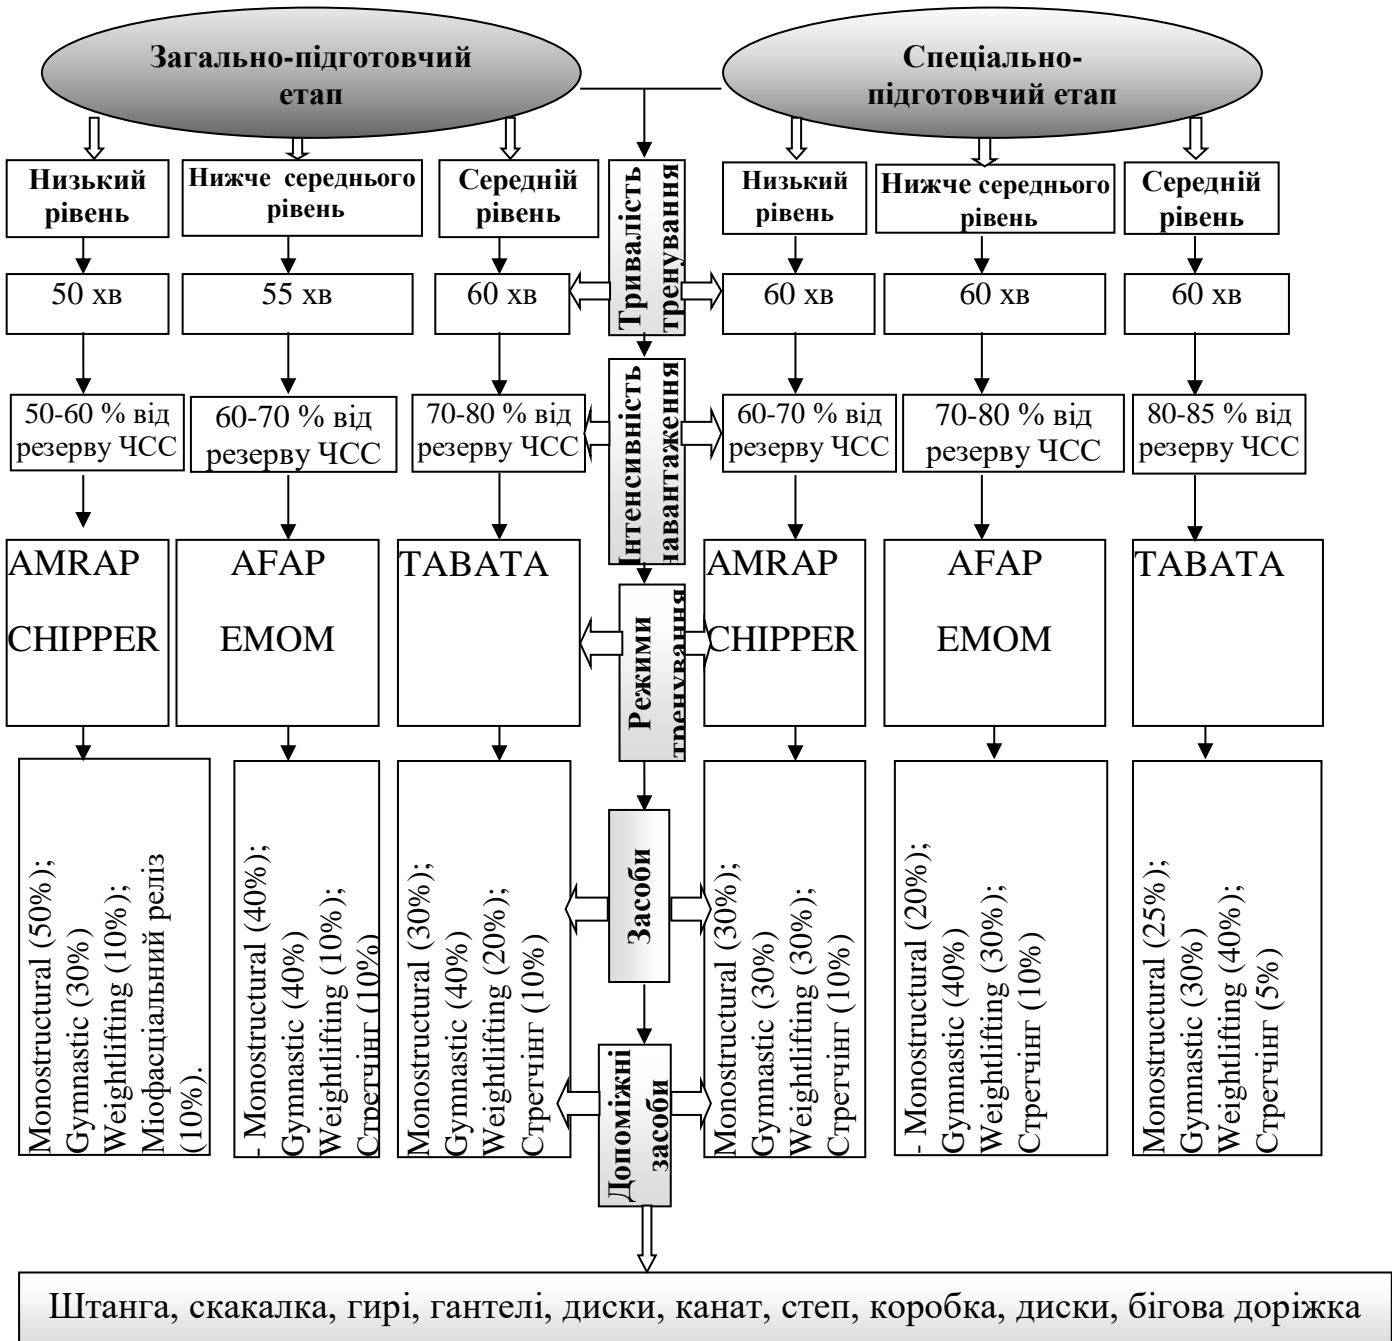 Загально-підготовчий
етап
Спеціально-
підготовчий етап
Низький
рівень
Нижче середнього
рівень
Середній
рівень
Тривалість
тренування
Низький
рівень
Нижче середнього
рівень
Середній
рівень
50 хв
55 хв
60 хв
60 хв
60 хв
60 хв
Інтенсивність
навантаження
50-60 % від
резерву ЧСС
60-70 % від
резерву ЧСС
70-80 % від
резерву ЧСС
60-70 % від
резерву ЧСС
70-80 % від
резерву ЧСС
80-85 % від
резерву ЧСС
AMRAP
CHIPPER
AFAP
EMOM
TABATA
Режими
тренування
AMRAP
CHIPPER
AFAP
EMOM
TABATA
Monostructural (50%);
Gymnastic (30%)
Weightlifting (10%);
Міофасціальний реліз
(10%).
- Monostructural (40%);
Gymnastic (40%)
Weightlifting (10%);
Стретчінг (10%)
Monostructural (30%);
Gymnastic (40%)
Weightlifting (20%);
Стретчінг (10%)
Засоби
Monostructural (30%);
Gymnastic (30%)
Weightlifting (30%);
Стретчінг (10%)
- Monostructural (20%);
Gymnastic (40%)
Weightlifting (30%);
Стретчінг (10%)
Monostructural (25%);
Gymnastic (30%)
Weightlifting (40%);
Стретчінг (5%)
Допоміжні
засоби
Штанга, скакалка, гирі, гантелі, диски, канат, степ, коробка, диски, бігова доріжка